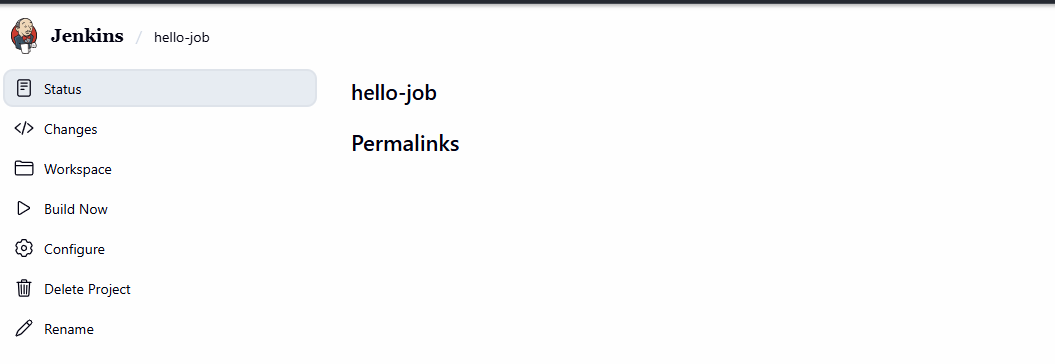 Jenkins / hello-job
Status
Changes
Workspace
Build Now
Configure
Delete Project
Rename
hello-job
Permalinks